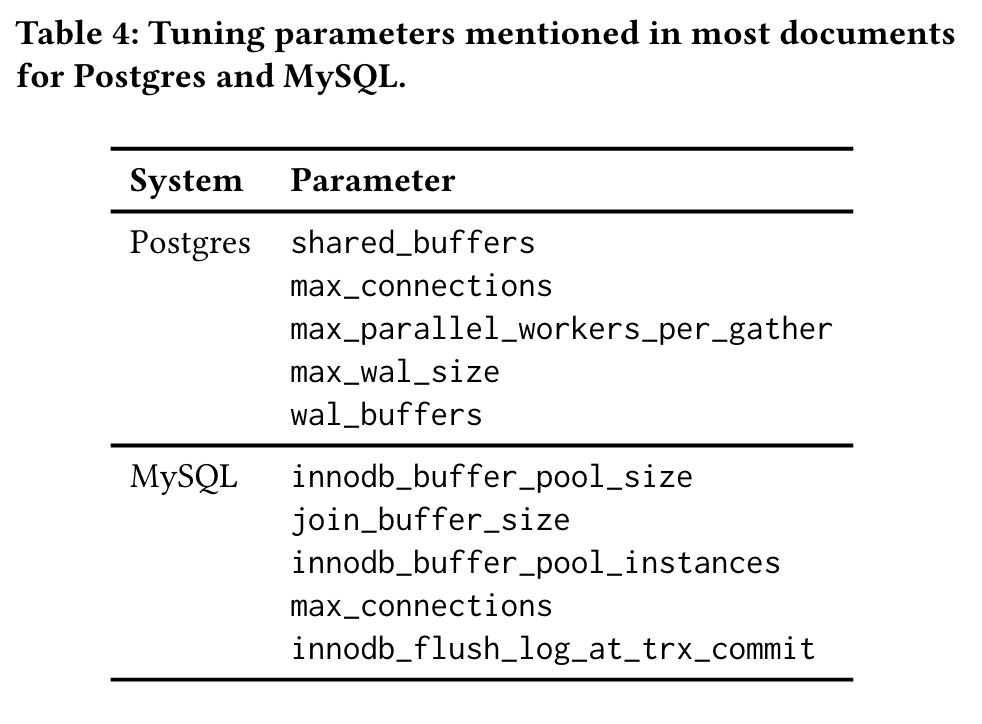 Table 4: Tuning parameters mentioned in most documents
for Postgres and MySQL.
System Parameter
Postgres shared_buffers
max_connections
max_parallel_workers_per_gather
max_wal_size
wal_buffers
MySQL innodb_buffer_pool_size
join_buffer_size
innodb_buffer_pool_instances
max_connections
innodb_flush_log_at_trx_commit